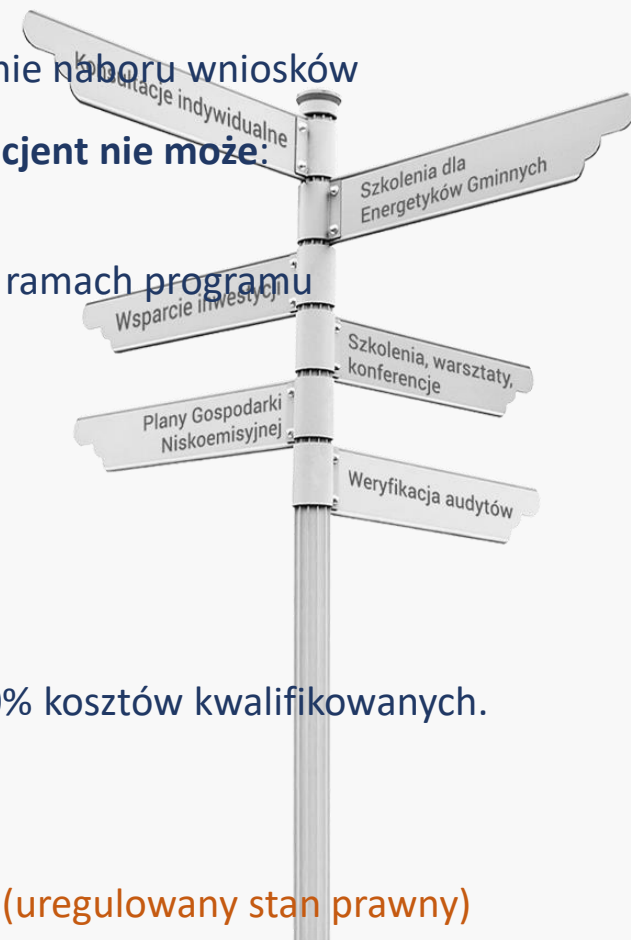 nie naboru wniosków
Konsultacje indywidualne
cjent nie może:
Szkolenia dla
Energetyków Gminnych
ramach programu
Wsparcie inwestycji
Szkolenia, warsztaty,
konferencje
Plany Gospodarki
Niskoemisyjnej
Weryfikacja audytów
0% kosztów kwalifikowanych.
(uregulowany stan prawny)